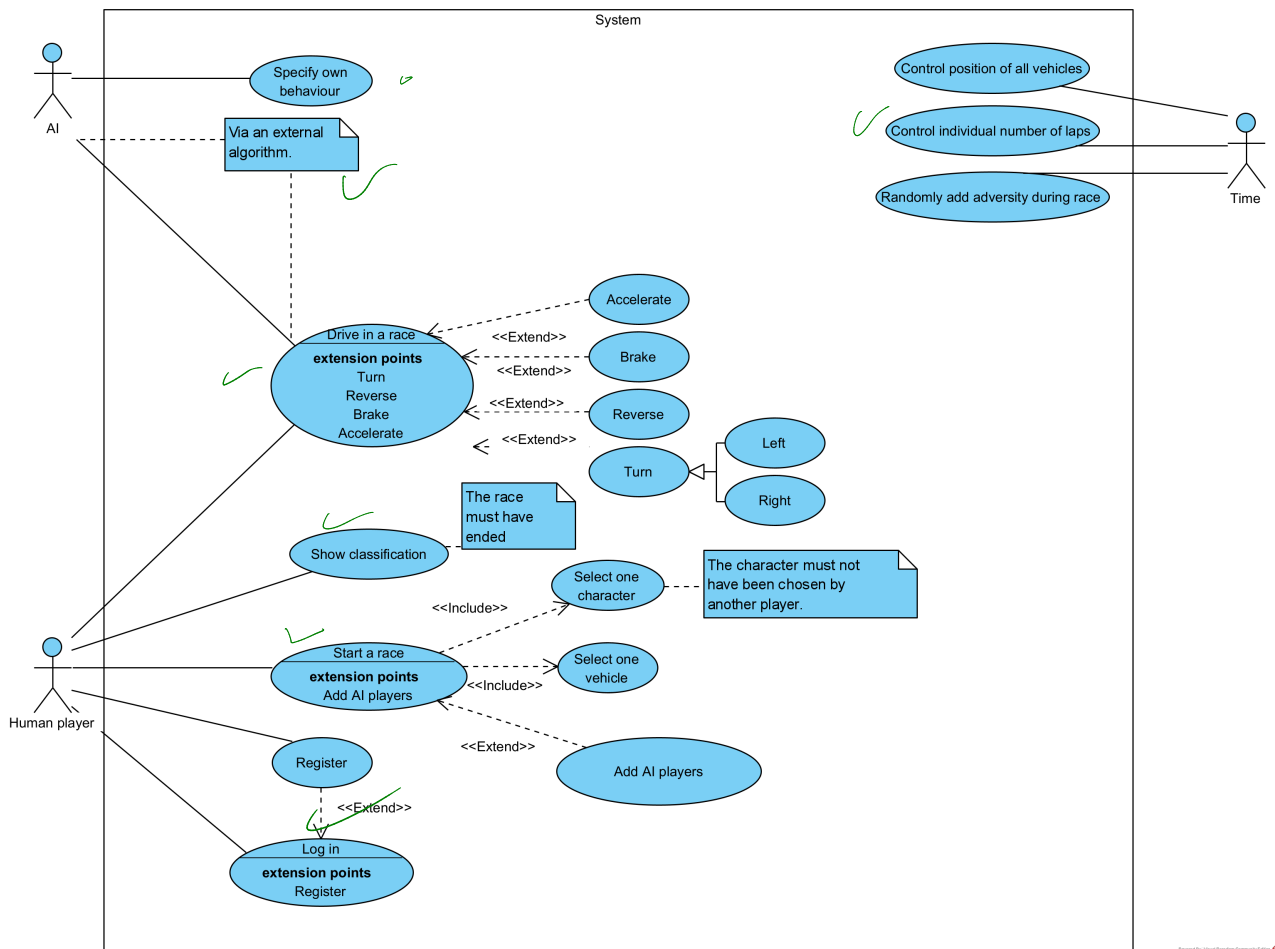 System
Specify own
behaviour
AI
Via an external
algorithm.
Control position of all vehicles
Control individual number of laps
Randomly add adversity during race
Time
Drive in a race
extension points
Turn
Reverse
Brake
Accelerate
Accelerate
<<Extend>>
Brake
<<Extend>>
<<Extend>>
Reverse
<<Extend>>
Turn
Left
Right
The race
must have
ended
Show classification
Select one
character
The character must not
have been chosen by
another player.
<<Include>>
Start a race
extension points
Add AI players
Select one
vehicle
<<Include>>
Human player
<<Extend>>
Add AI players
Register
<<Extend>>
Log in
extension points
Register